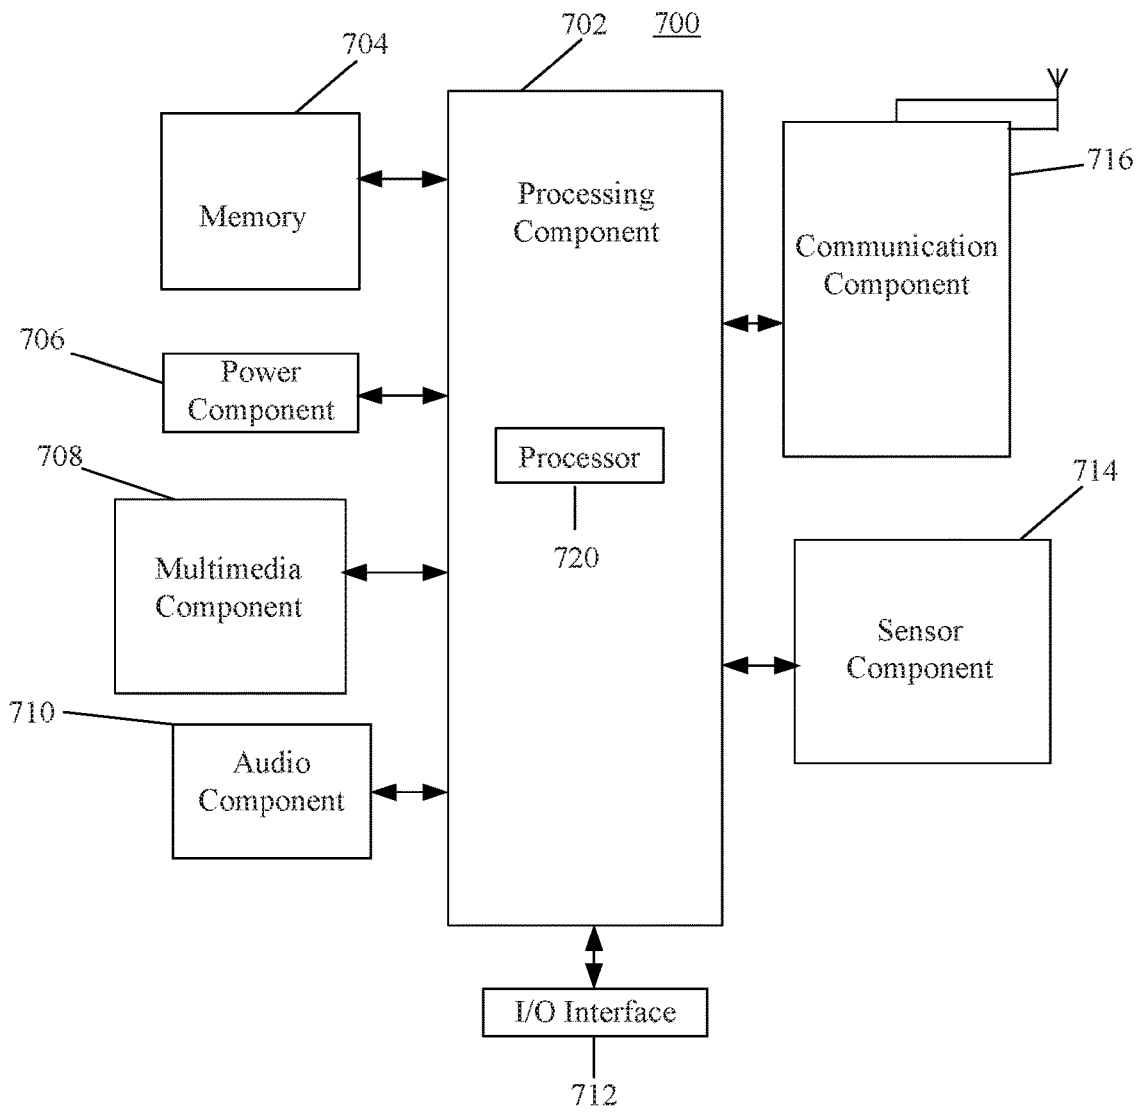 700
702
704
Memory
Processing
Component
716
Communication
Component
706
Power
Component
708
Processor
720
714
Multimedia
Component
Sensor
Component
710
Audio
Component
I/O Interface
712